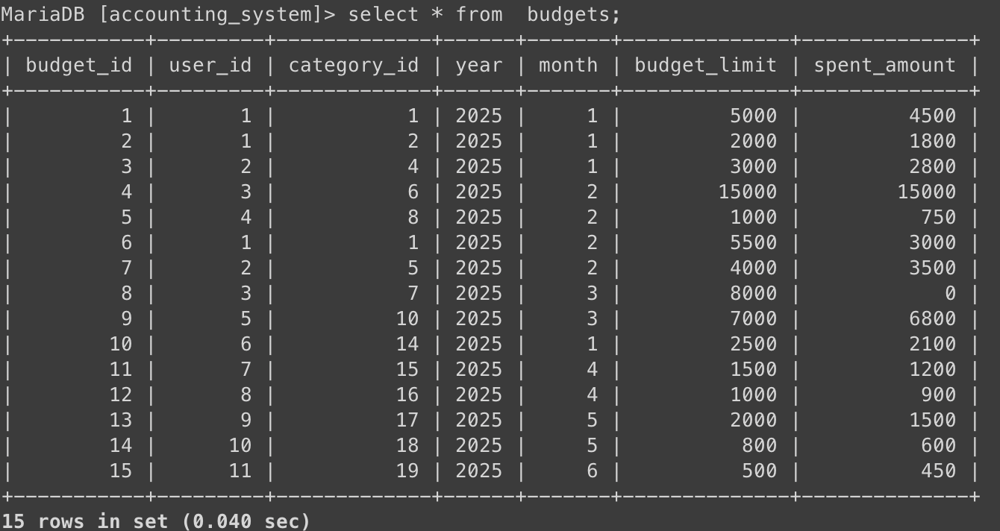 MariaDB [accounting_system]> select * from  budgets;
+-----------+---------+-------------+------+-------+--------------+--------------+
| budget_id | user_id | category_id | year | month | budget_limit | spent_amount |
+-----------+---------+-------------+------+-------+--------------+--------------+
|         1 |       1 |           1 | 2025 |     1 |         5000 |         4500 |
|         2 |       1 |           2 | 2025 |     1 |         2000 |         1800 |
|         3 |       2 |           4 | 2025 |     1 |         3000 |         2800 |
|         4 |       3 |           6 | 2025 |     2 |        15000 |        15000 |
|         5 |       4 |           8 | 2025 |     2 |         1000 |          750 |
|         6 |       1 |           1 | 2025 |     2 |         5500 |         3000 |
|         7 |       2 |           5 | 2025 |     2 |         4000 |         3500 |
|         8 |       3 |           7 | 2025 |     3 |         8000 |            0 |
|         9 |       5 |          10 | 2025 |     3 |         7000 |         6800 |
|        10 |       6 |          14 | 2025 |     1 |         2500 |         2100 |
|        11 |       7 |          15 | 2025 |     4 |         1500 |         1200 |
|        12 |       8 |          16 | 2025 |     4 |         1000 |          900 |
|        13 |       9 |          17 | 2025 |     5 |         2000 |         1500 |
|        14 |      10 |          18 | 2025 |     5 |          800 |          600 |
|        15 |      11 |          19 | 2025 |     6 |          500 |          450 |
+-----------+---------+-------------+------+-------+--------------+--------------+
15 rows in set (0.040 sec)